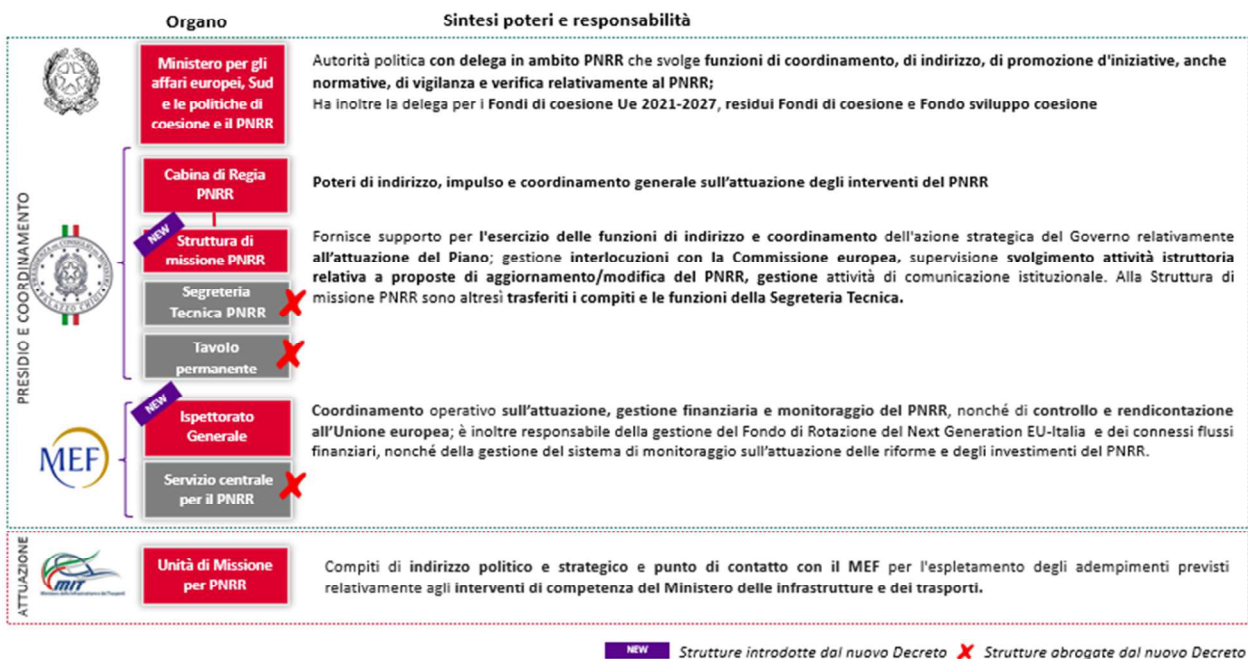 Organo
Sintesi poteri e responsabilità
PRESIDIO E COORDINAMENTO
Ministero per gli
affari europei, Sud
e le politiche di
coesione e il PNRR
Autorità politica con delega in ambito PNRR che svolge funzioni di coordinamento, di indirizzo, di promozione d'iniziative, anche
normative, di vigilanza e verifica relativamente al PNRR;
Ha inoltre la delega per i Fondi di coesione Ue 2021-2027, residui Fondi di coesione e Fondo sviluppo coesione
Cabina di Regia
PNRR
Poteri di indirizzo, impulso e coordinamento generale sull'attuazione degli interventi del PNRR
NEW
Struttura di
missione PNRR
Fornisce supporto per l'esercizio delle funzioni di indirizzo e coordinamento dell'azione strategica del Governo relativamente
all'attuazione del Piano; gestione interlocuzioni con la Commissione europea, supervisione svolgimento attività istruttoria
relativa a proposte di aggiornamento/modifica del PNRR, gestione attività di comunicazione istituzionale. Alla Struttura di
missione PNRR sono altresì trasferiti i compiti e le funzioni della Segreteria Tecnica.
Segreteria
Tecnica PNRR
Tavolo
permanente
MEF
NEW
Ispettorato
Generale
Coordinamento operativo sull'attuazione, gestione finanziaria e monitoraggio del PNRR, nonché di controllo e rendicontazione
all'Unione europea; è inoltre responsabile della gestione del Fondo di Rotazione del Next Generation EU-Italia e dei connessi flussi
finanziari, nonché della gestione del sistema di monitoraggio sull'attuazione delle riforme e degli investimenti del PNRR.
Servizio centrale
per il PNRR
ATTUAZIONE
MIT
Unità di Missione
per PNRR
Compiti di indirizzo politico e strategico e punto di contatto con il MEF per l'espletamento degli adempimenti previsti
relativamente agli interventi di competenza del Ministero delle infrastrutture e dei trasporti.
NEW Strutture introdotte dal nuovo Decreto
Strutture abrogate dal nuovo Decreto